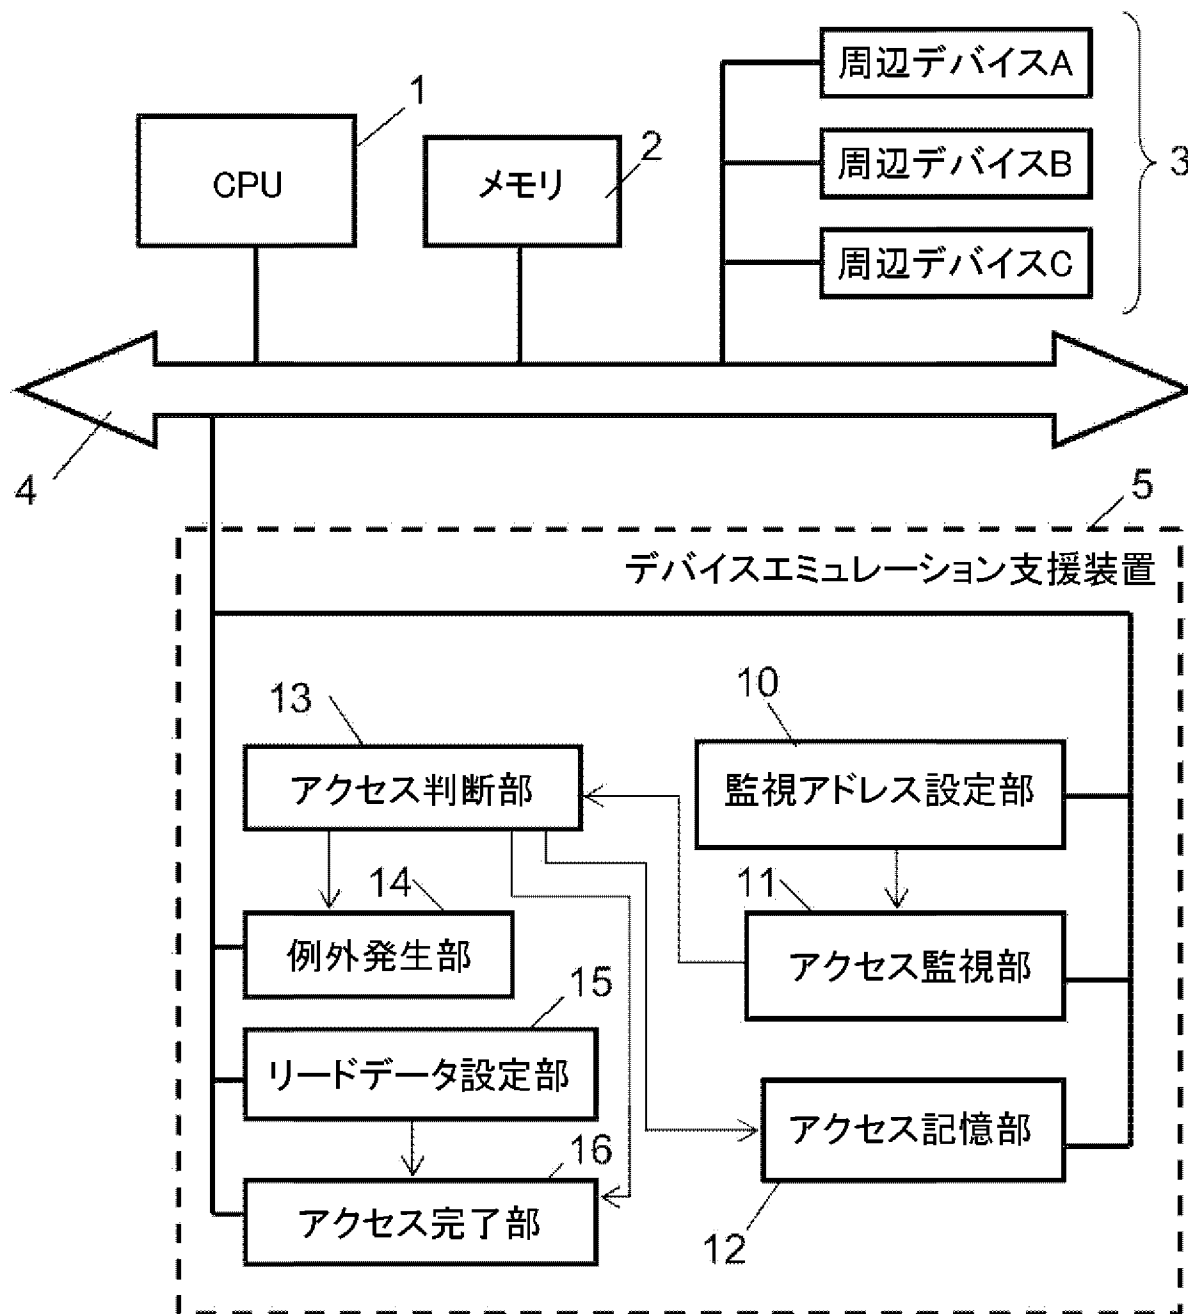 周辺デバイスA
1
2
CPU
メモリ
周辺デバイスB
3
周辺デバイスC
4
5
デバイスエミュレーション支援装置
13
10
アクセス判断部
監視アドレス設定部
14
11
例外発生部
アクセス監視部
15
リードデータ設定部
アクセス記憶部
16
アクセス完了部
12